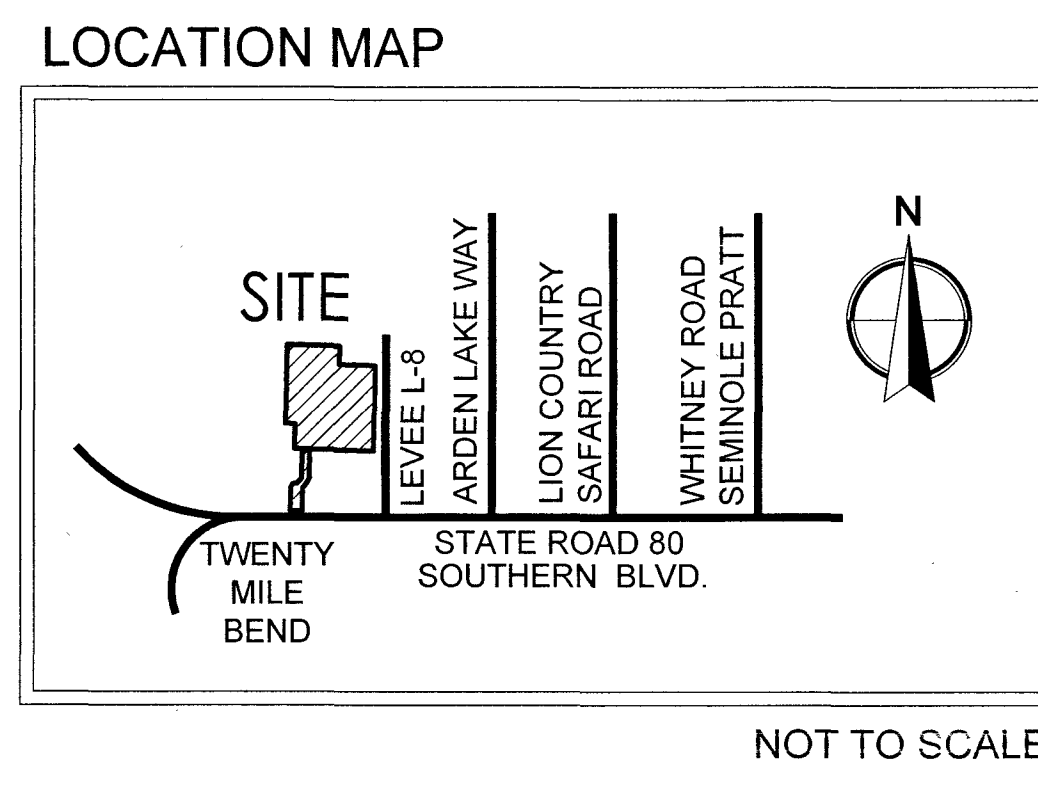 LOCATION MAP
N
SITE
LEVEE L-8
ARDEN LAKE WAY
LION COUNTRY
SAFARI ROAD
WHITNEY ROAD
SEMINOLE PRATT
TWENTY
MILE
BEND
STATE ROAD 80
SOUTHERN BLVD.
NOT TO SCALE